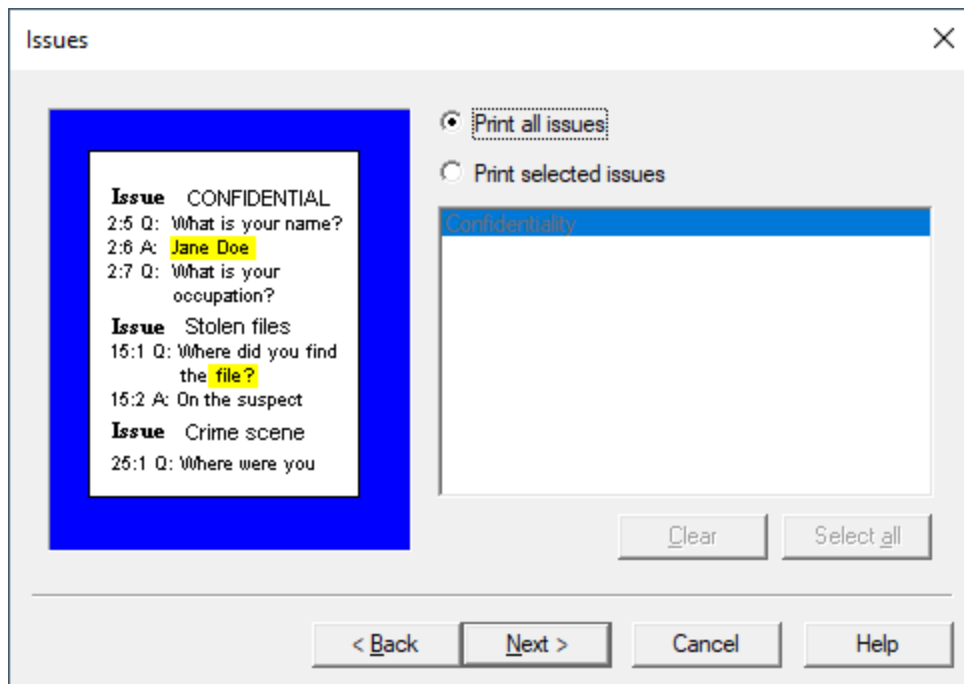 Issues
Issue CONFIDENTIAL
2:5 Q: What is your name?
2:6 A: Jane Doe
2:7 Q: What is your
occupation?
Issue Stolen files
15:1 Q: Where did you find
the file?
15:2 A: On the suspect
Issue Crime scene
25:1 Q: Where were you
Print all issues
Print selected issues
Confidentiality
Clear
Select all
< Back
Next >
Cancel
Help